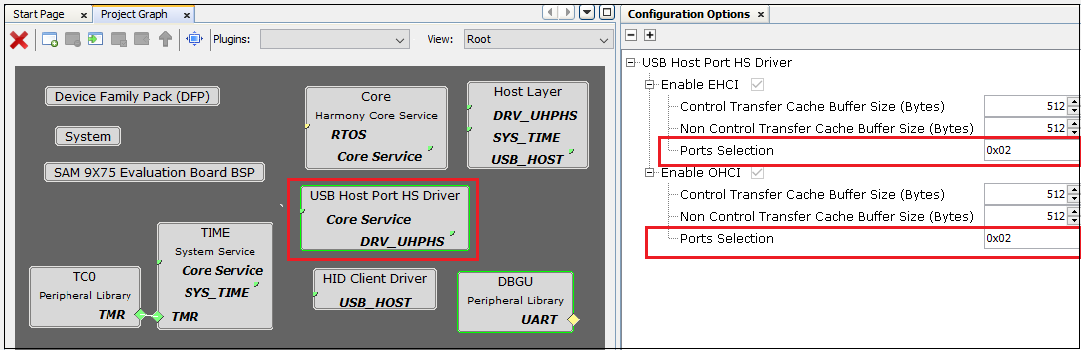 Start Page x
Project Graph x
Plugins:
View: Root
Device Family Pack (DFP)
System
SAM 9X75 Evaluation Board BSP
Core
Harmony Core Service
RTOS
Core Service
Host Layer
DRV_UHPHS
SYS_TIME
USB_HOST
USB Host Port HS Driver
Core Service
DRV_UHPHS
TIME
System Service
Core Service
SYS_TIME
TMR
TC0
Peripheral Library
TMR
HID Client Driver
USB_HOST
DBGU
Peripheral Library
UART
Configuration Options x
USB Host Port HS Driver
Enable EHCI
Control Transfer Cache Buffer Size (Bytes) 512
Non Control Transfer Cache Buffer Size (Bytes) 512
Ports Selection 0x02
Enable OHCI
Control Transfer Cache Buffer Size (Bytes) 512
Non Control Transfer Cache Buffer Size (Bytes) 512
Ports Selection 0x02